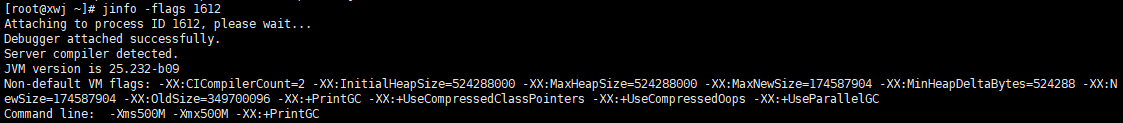 [root@xwj ~]# jinfo -flags 1612
Attaching to process ID 1612, please wait...
Debugger attached successfully.
Server compiler detected.
JVM version is 25.232-b09
Non-default VM flags: -XX:CICompilerCount=2 -XX:InitialHeapSize=524288000 -XX:MaxHeapSize=524288000 -XX:MaxNewSize=174587904 -XX:MinHeapDeltaBytes=524288 -XX:N
ewSize=174587904 -XX:OldSize=349700096 -XX:+PrintGC -XX:+UseCompressedClassPointers -XX:+UseCompressedOops -XX:+UseParallelGC
Command line:  -Xms500M -Xmx500M -XX:+PrintGC